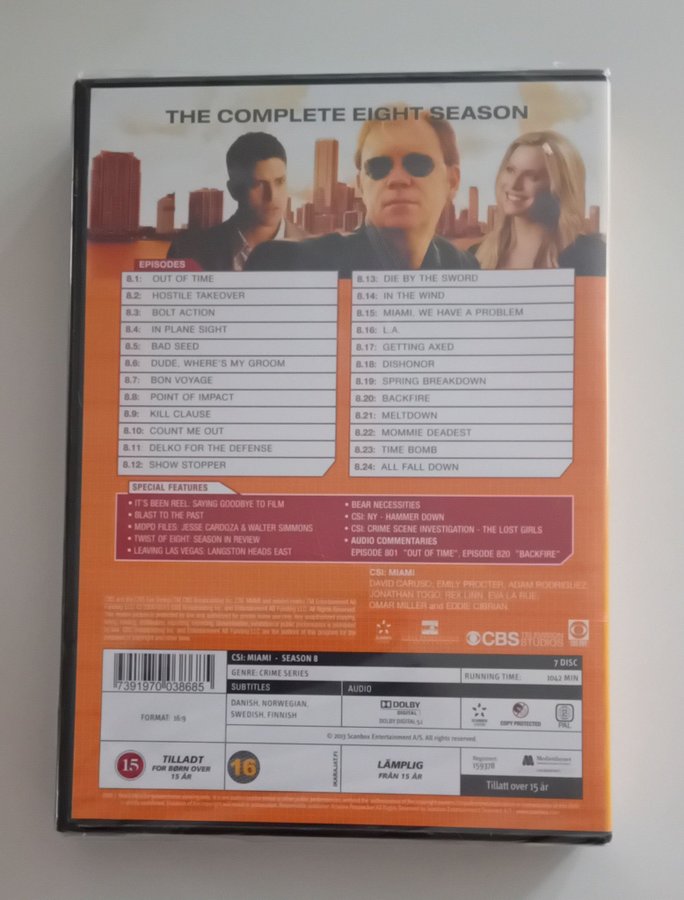 THE COMPLETE EIGHT SEASON
EPISODES
8.1: OUT OF TIME
8.2: HOSTILE TAKEOVER
8.3: BOLT ACTION
8.4: IN PLANE SIGHT
8.5: BAD SEED
8.6: DUDE, WHERE'S MY GROOM
8.7: BON VOYAGE
8.8: POINT OF IMPACT
8.9: KILL CLAUSE
8.10: COUNT ME OUT
8.11: DELKO FOR THE DEFENSE
8.12: SHOW STOPPER
8.13: DIE BY THE SWORD
8.14: IN THE WIND
8.15: MIAMI, WE HAVE A PROBLEM
8.16: L.A.
8.17: GETTING AXED
8.18: DISHONOR
8.19: SPRING BREAKDOWN
8.20: BACKFIRE
8.21: MELTDOWN
8.22: MOMMIE DEADEST
8.23: TIME BOMB
8.24: ALL FALL DOWN
SPECIAL FEATURES
• IT'S BEEN REEL: SAYING GOODBYE TO FILM
• BLAST TO THE PAST
• MDPD FILES: JESSE CARDOZA & WALTER SIMMONS
• TWIST OF EIGHT: SEASON IN REVIEW
• LEAVING LAS VEGAS: LANGSTON HEADS EAST
• BEAR NECESSITIES
• CSI: NY - HAMMER DOWN
• CSI: CRIME SCENE INVESTIGATION - THE LOST GIRLS
• AUDIO COMMENTARIES
EPISODE 801 "OUT OF TIME", EPISODE 820 "BACKFIRE"
CSI: MIAMI
DAVID CARUSO, EMILY PROCTER, ADAM RODRIGUEZ,
JONATHAN TOGO, REX LINN, EVA LA RUE,
OMAR MILLER and EDDIE CIBRIAN
CBS
STUDIOS
7391970 038685
FORMAT: 16:9
CSI: MIAMI - SEASON 8
7 DISC
GENRE: CRIME SERIES
RUNNING TIME: 1042 MIN
SUBTITLES
AUDIO
DANISH, NORWEGIAN,
SWEDISH, FINNISH
DOLBY
DIGITAL
DOLBY DIGITAL 5.1
COPY PROTECTED
PAL
© 2013 Scanbox Entertainment A/S. All rights reserved.
15
TILLADT
FOR BØRN OVER
15 ÅR
16
IKARAJAT.FI
LÄMPLIG
FRÅN 15 ÅR
Registrert
159378
Medietilsynet
Tillatt over 15 år